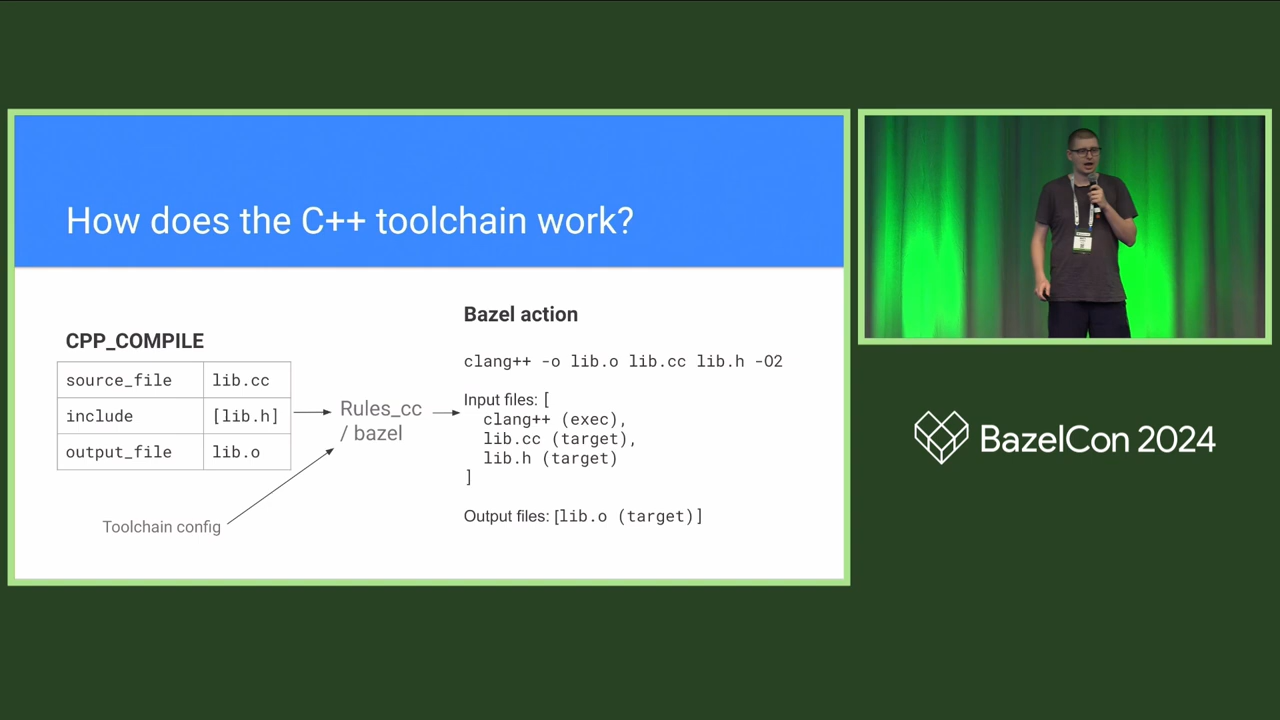 How does the C++ toolchain work?
CPP_COMPILE
source_file lib.cc
include [lib.h]
output_file lib.o
Toolchain config
Rules_cc
/ bazel
Bazel action
clang++ -o lib.o lib.cc lib.h -O2
Input files: [
clang++ (exec),
lib.cc (target),
lib.h (target)
]
Output files: [lib.o (target)]
BazelCon 2024